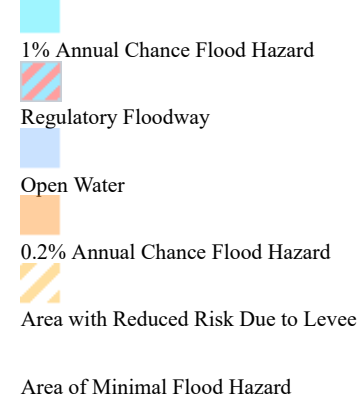 1% Annual Chance Flood Hazard
Regulatory Floodway
Open Water
0.2% Annual Chance Flood Hazard
Area with Reduced Risk Due to Levee
Area of Minimal Flood Hazard